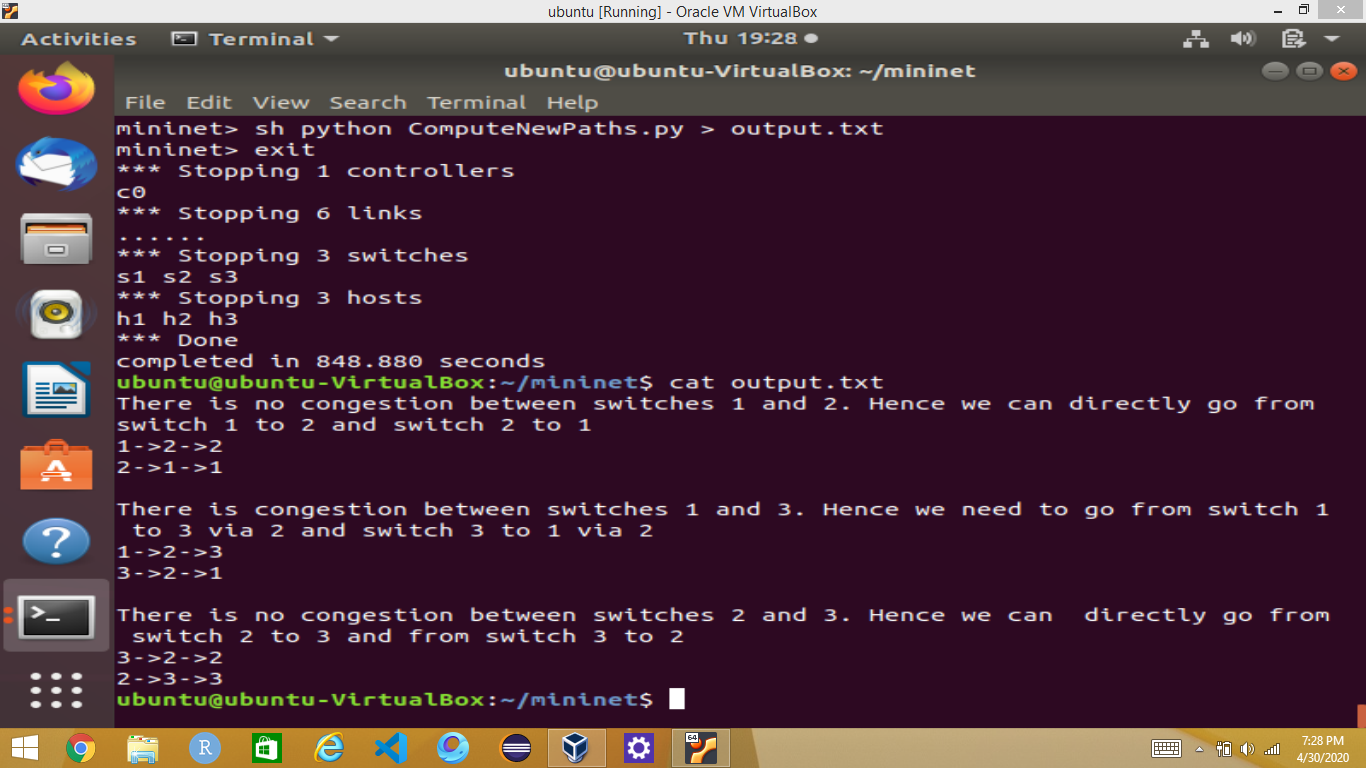 ubuntu [Running] - Oracle VM VirtualBox
Activities Terminal Thu 19:28
ubuntu@ubuntu-VirtualBox: ~/mininet
File Edit View Search Terminal Help
mininet> sh python ComputeNewPaths.py > output.txt
mininet> exit
*** Stopping 1 controllers
c0
*** Stopping 6 links
......
*** Stopping 3 switches
s1 s2 s3
*** Stopping 3 hosts
h1 h2 h3
*** Done
completed in 848.880 seconds
ubuntu@ubuntu-VirtualBox:~/mininet$ cat output.txt
There is no congestion between switches 1 and 2. Hence we can directly go from
switch 1 to 2 and switch 2 to 1
1->2->2
2->1->1
There is congestion between switches 1 and 3. Hence we need to go from switch 1
 to 3 via 2 and switch 3 to 1 via 2
1->2->3
3->2->1
There is no congestion between switches 2 and 3. Hence we can  directly go from
 switch 2 to 3 and from switch 3 to 2
3->2->2
2->3->3
ubuntu@ubuntu-VirtualBox:~/mininet$
R
64
7:28 PM
4/30/2020